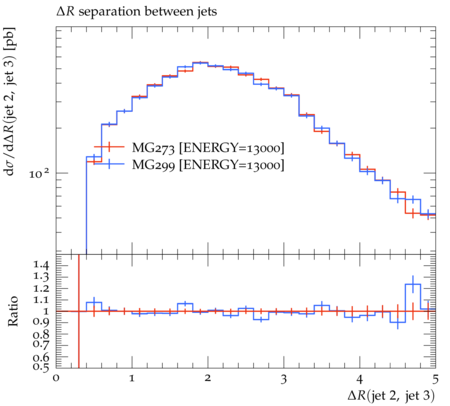 ΔR separation between jets
dσ/dΔR(jet 2, jet 3) [pb]
10²
MG273 [ENERGY=13000]
MG299 [ENERGY=13000]
Ratio
1.4
1.3
1.2
1.1
1
0.9
0.8
0.7
0.6
0.5
0 1 2 3 4 5
ΔR(jet 2, jet 3)